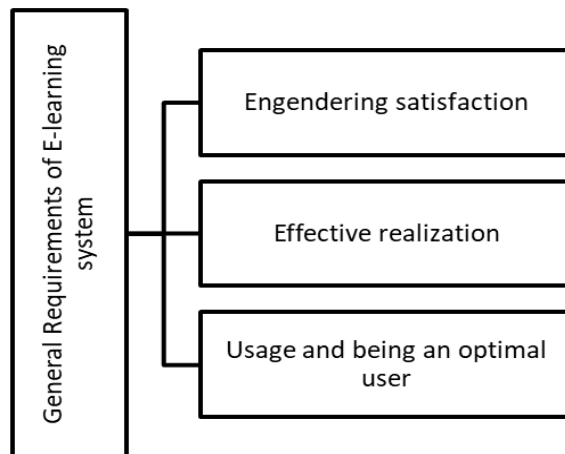 General Requirements of E-learning
system
Engendering satisfaction
Effective realization
Usage and being an optimal
user